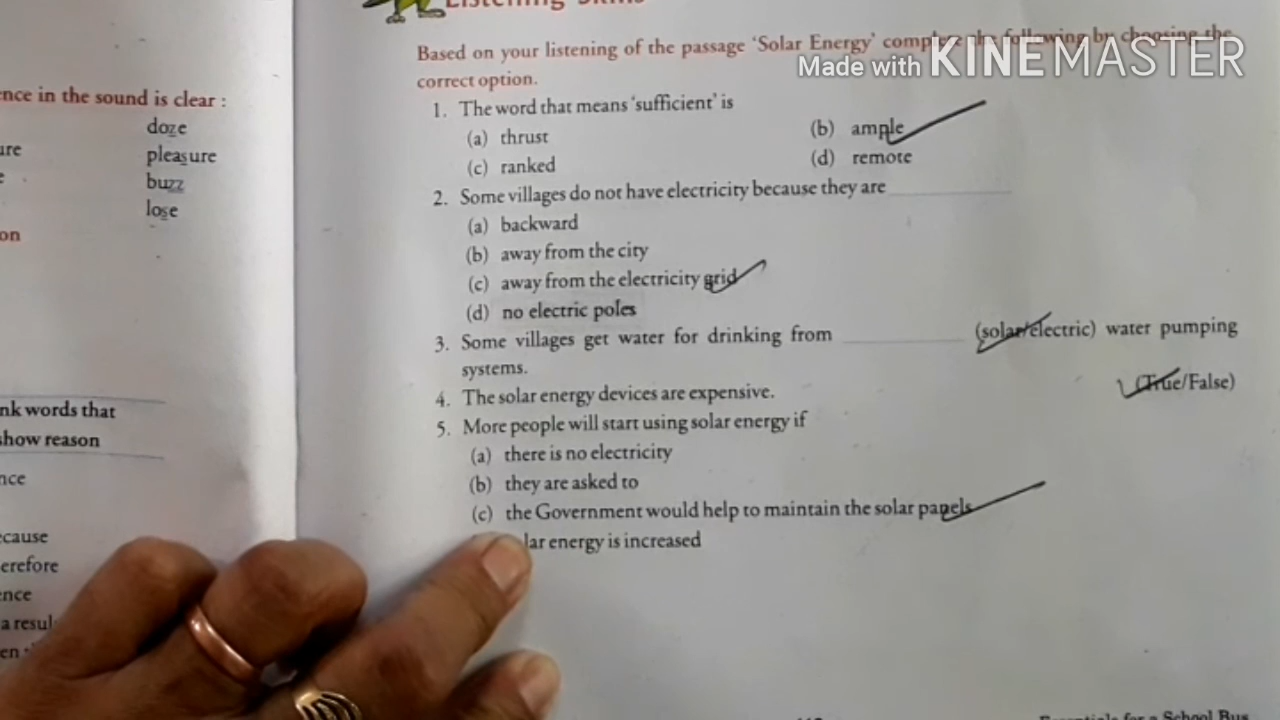 Listening Skills
Based on your listening of the passage 'Solar Energy' complete the following by choosing the
correct option.
Made with KINEMASTER
1. The word that means 'sufficient' is
(a) thrust (b) ample
(c) ranked (d) remote
2. Some villages do not have electricity because they are
(a) backward
(b) away from the city
(c) away from the electricity grid
(d) no electric poles
3. Some villages get water for drinking from (solar/electric) water pumping
systems.
4. The solar energy devices are expensive. (True/False)
5. More people will start using solar energy if
(a) there is no electricity
(b) they are asked to
(c) the Government would help to maintain the solar panels
lar energy is increased
nce in the sound is clear :
doze
ure pleasure
buzz
lose
on
nk words that
show reason
nce
cause
erefore
ence
a resul
en